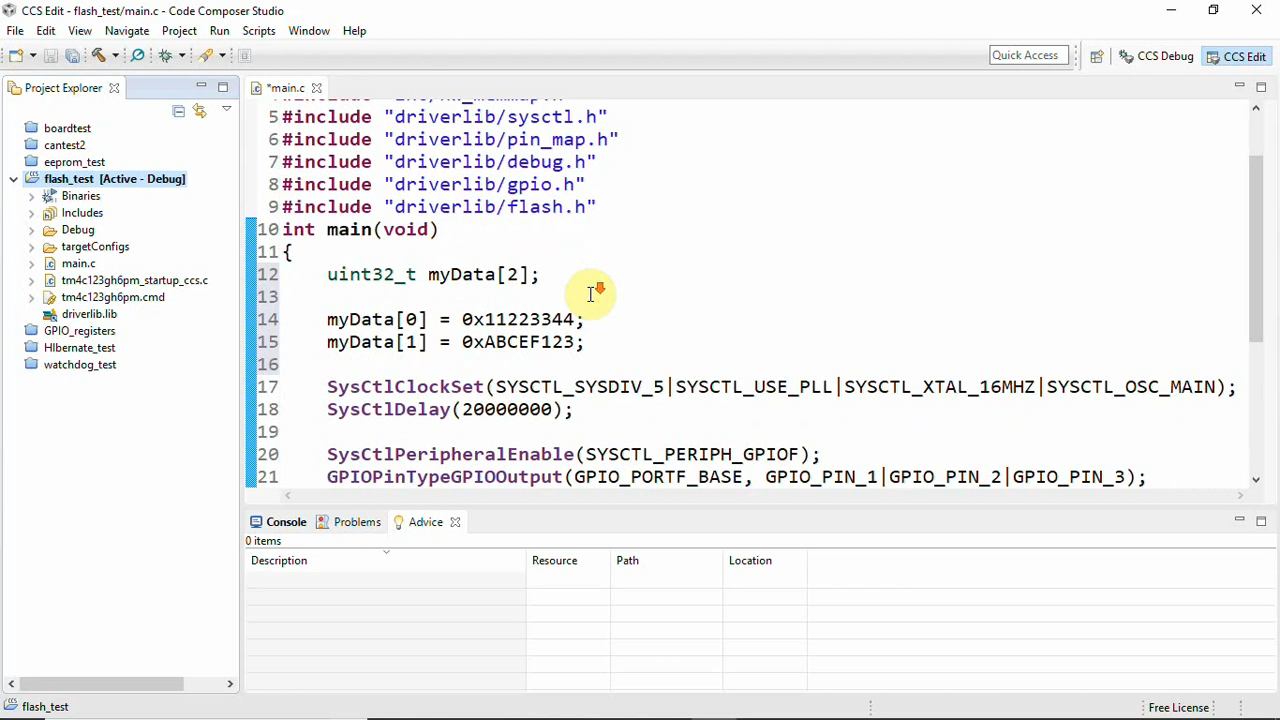 CCS Edit - flash_test/main.c - Code Composer Studio
File Edit View Navigate Project Run Scripts Window Help
Quick Access
CCS Debug
CCS Edit
Project Explorer
boardtest
cantest2
eeprom_test
flash_test [Active - Debug]
Binaries
Includes
Debug
targetConfigs
main.c
tm4c123gh6pm_startup_ccs.c
tm4c123gh6pm.cmd
driverlib.lib
GPIO_registers
HIbernate_test
watchdog_test
*main.c
5 #include "driverlib/sysctl.h"
6 #include "driverlib/pin_map.h"
7 #include "driverlib/debug.h"
8 #include "driverlib/gpio.h"
9 #include "driverlib/flash.h"
10 int main(void)
11 {
12 uint32_t myData[2];
13
14 myData[0] = 0x11223344;
15 myData[1] = 0xABCEF123;
16
17 SysCtlClockSet(SYSCTL_SYSDIV_5|SYSCTL_USE_PLL|SYSCTL_XTAL_16MHZ|SYSCTL_OSC_MAIN);
18 SysCtlDelay(20000000);
19
20 SysCtlPeripheralEnable(SYSCTL_PERIPH_GPIOF);
21 GPIOPinTypeGPIOOutput(GPIO_PORTF_BASE, GPIO_PIN_1|GPIO_PIN_2|GPIO_PIN_3);
Console Problems Advice
0 items
Description Resource Path Location
flash_test
Free License